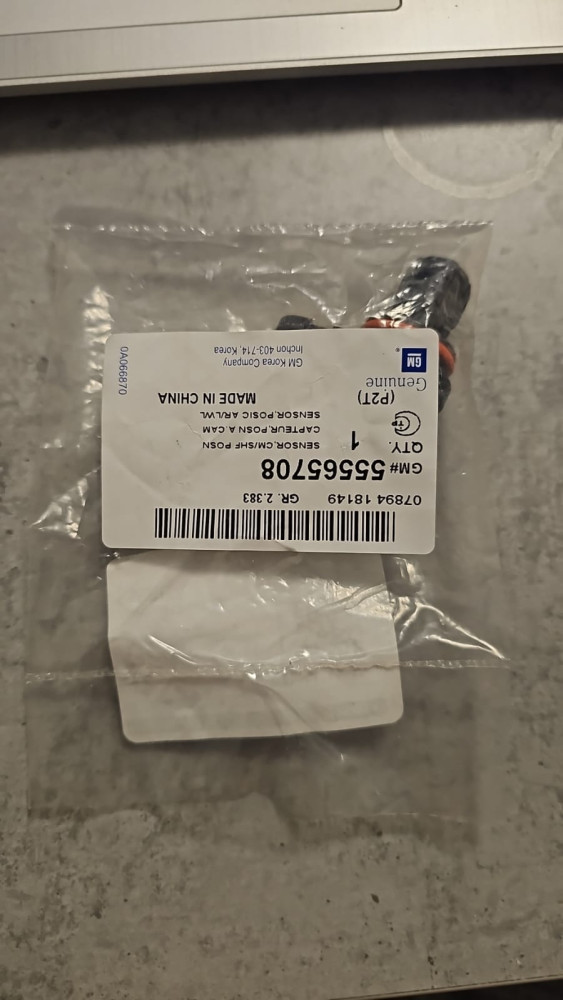 07894 18149 GR. 2.383
GM# 55565708
QTY. 1
SENSOR,CM/SHF POSN
CAPTEUR,POSN A.CAM
SENSOR,POSIC AR/LVL
(P2T) MADE IN CHINA
Genuine
GM
GM Korea Company
Inchon 403-714, Korea
0A066870